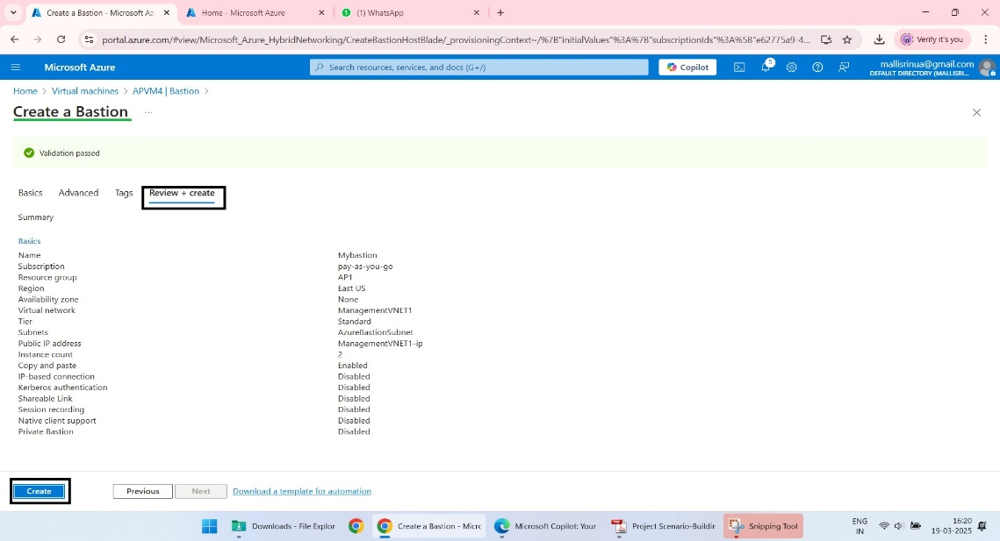 Create a Bastion - Microsoft Az
Home - Microsoft Azure
(1) WhatsApp
portal.azure.com/#view/Microsoft_Azure_HybridNetworking/CreateBastionHostBlade/_provisioningContext~/%7B"initialValues"%3A%7B"subscriptionIds"%3A%5B"e62775a9-4...
Verify it's you
Microsoft Azure
Search resources, services, and docs (G+/)
Copilot
5
mallisrinua@gmail.com
DEFAULT DIRECTORY (MALLISRI...
Home > Virtual machines > APVM4 | Bastion >
Create a Bastion ...
Validation passed
Basics Advanced Tags Review + create
Summary
Basics
Name Mybastion
Subscription pay-as-you-go
Resource group AP1
Region East US
Availability zone None
Virtual network ManagementVNET1
Tier Standard
Subnets AzureBastionSubnet
Public IP address ManagementVNET1-ip
Instance count 2
Copy and paste Enabled
IP-based connection Disabled
Kerberos authentication Disabled
Shareable Link Disabled
Session recording Disabled
Native client support Disabled
Private Bastion Disabled
Create Previous Next Download a template for automation
Downloads - File Explor
Create a Bastion - Micro
Microsoft Copilot: Your
Project Scenario-Buildin
Snipping Tool
ENG
IN
16:20
19-03-2025